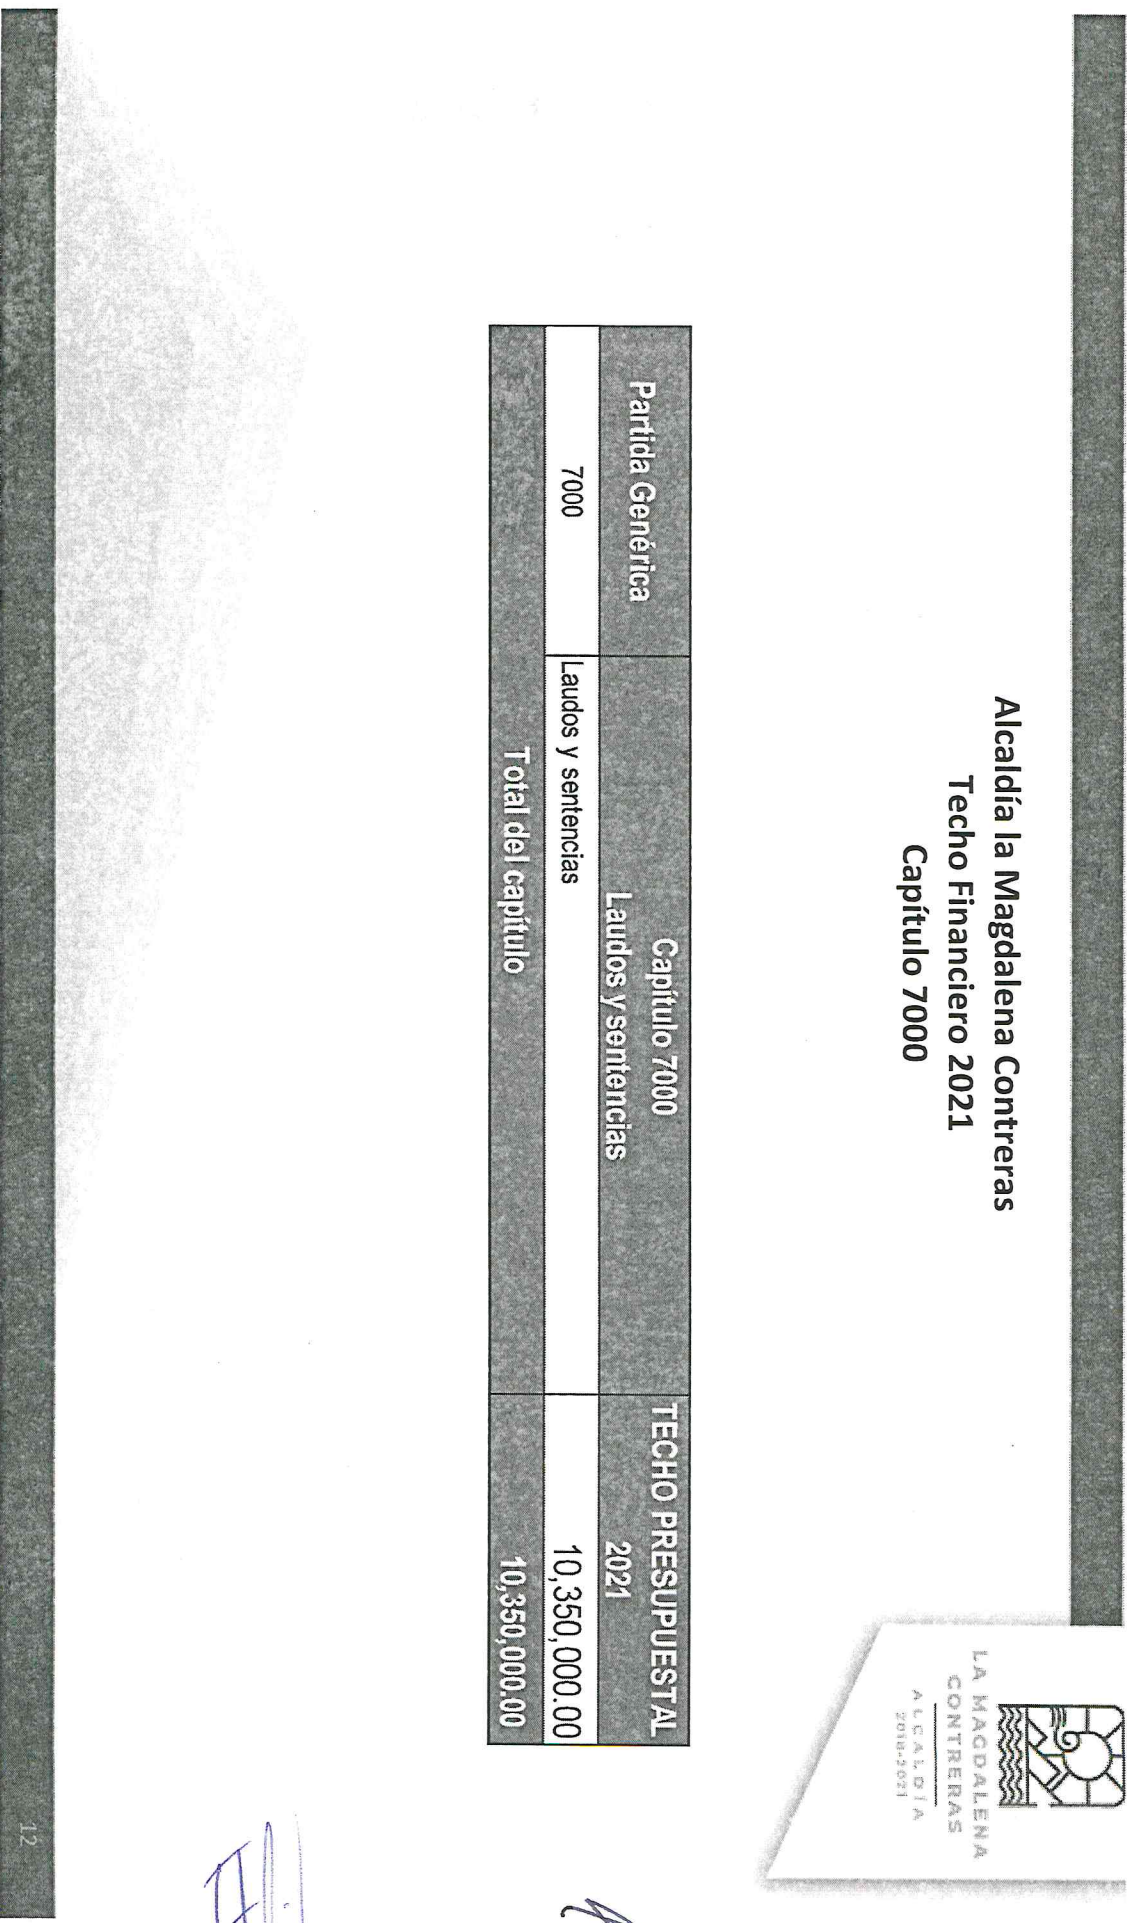 LA MAGDALENA
CONTRERAS
ALCALDÍA
2018-2021
Alcaldía la Magdalena Contreras
Techo Financiero 2021
Capítulo 7000
Partida Genérica
Capítulo 7000
Laudos y sentencias
TECHO PRESUPUESTAL
2021
7000
Laudos y sentencias
10,350,000.00
Total del capítulo
10,350,000.00
12